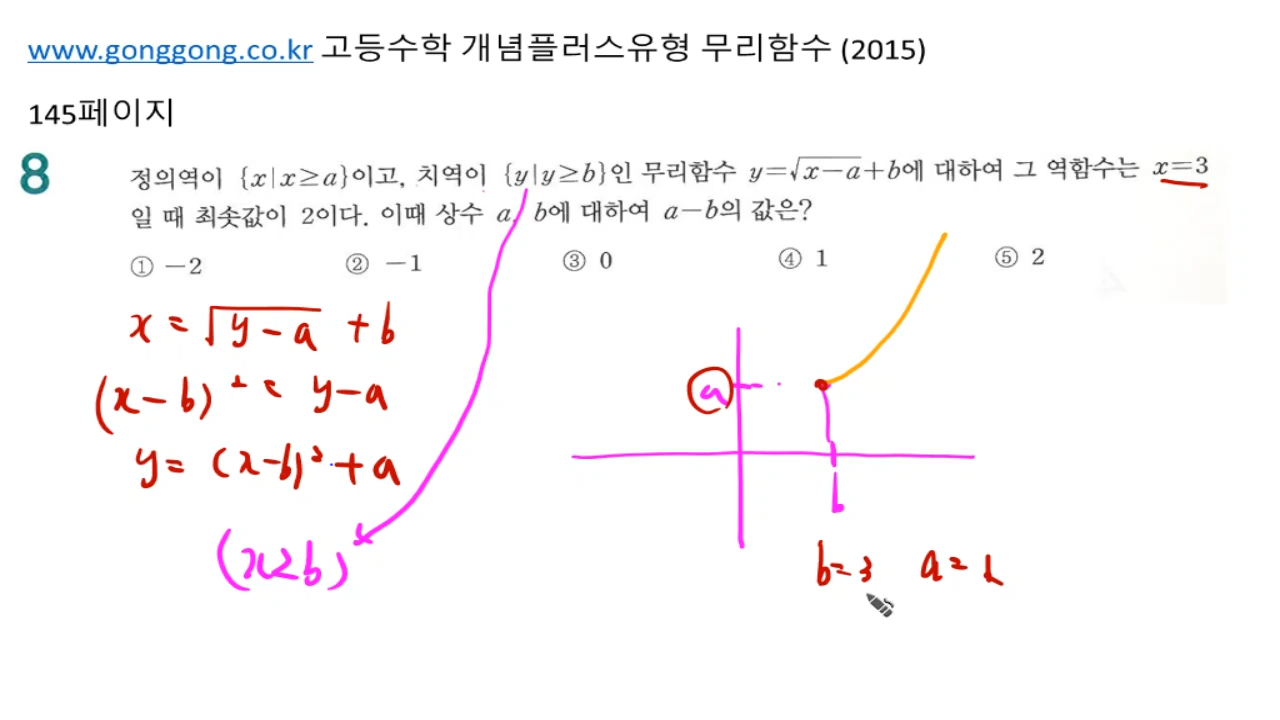 www.gonggong.co.kr 고등수학 개념플러스유형 무리함수 (2015)
145페이지
8
정의역이 {x|x≥a}이고, 치역이 {y|y≥b}인 무리함수 y=√(x-a)+b에 대하여 그 역함수는 x=3
일 때 최솟값이 2이다. 이때 상수 a, b에 대하여 a-b의 값은?
① -2 ② -1 ③ 0 ④ 1 ⑤ 2
x = √(y-a) + b
(x-b)² = y-a
y = (x-b)² + a
(x≥b)
a
b
b=3 a=2